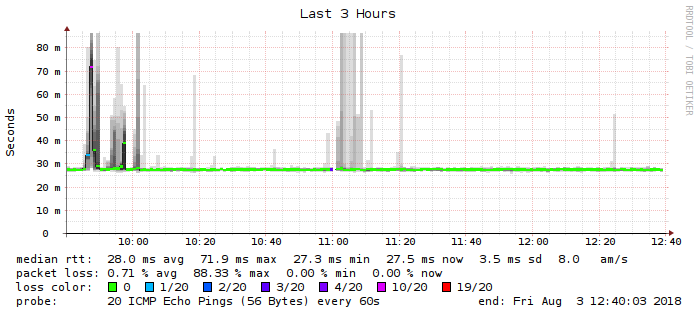 Last 3 Hours
RRDTOOL / TOBI OETIKER
Seconds
80 m
70 m
60 m
50 m
40 m
30 m
20 m
10 m
0
10:00 10:20 10:40 11:00 11:20 11:40 12:00 12:20 12:40
median rtt: 28.0 ms avg 71.9 ms max 27.3 ms min 27.5 ms now 3.5 ms sd 8.0 am/s
packet loss: 0.71 % avg 88.33 % max 0.00 % min 0.00 % now
loss color: 0 1/20 2/20 3/20 4/20 10/20 19/20
probe: 20 ICMP Echo Pings (56 Bytes) every 60s end: Fri Aug 3 12:40:03 2018